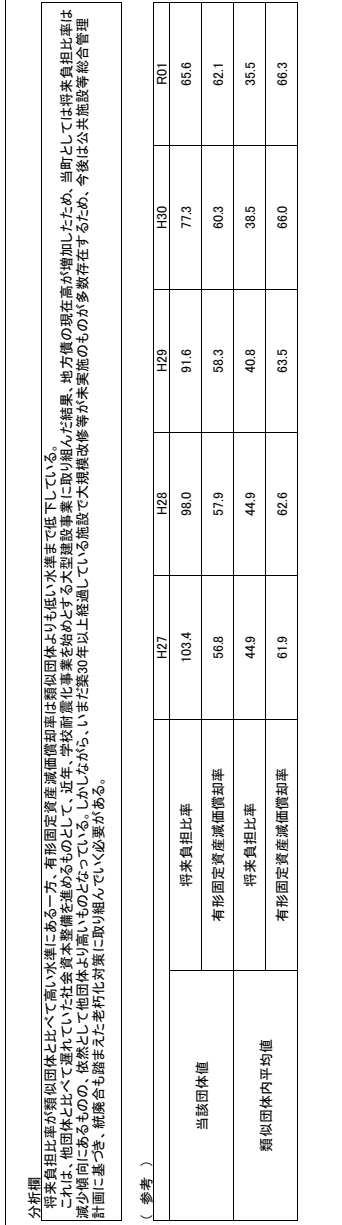 分析欄
将来負担比率が類似団体と比べて高い水準にある一方、有形固定資産減価償却率は類似団体よりも低い水準まで低下している。
これは、他団体と比べて遅れていた社会資本整備を進めるものとして、近年、学校耐震化事業を始めとする大型建設事業に取り組んだ結果、地方債の現在高が増加したため、当町としては将来負担比率は
減少傾向にあるものの、依然として他団体より高いものとなっている。しかしながら、いまだ築30年以上経過している施設で大規模改修等が未実施のものが多数存在するため、今後は公共施設等総合管理
計画に基づき、統廃合も踏まえた老朽化対策に取り組んでいく必要がある。
（ 参考 ）
H27 H28 H29 H30 R01
当該団体値 将来負担比率 103.4 98.0 91.6 77.3 65.6
有形固定資産減価償却率 56.8 57.9 58.3 60.3 62.1
類似団体内平均値 将来負担比率 44.9 44.9 40.8 38.5 35.5
有形固定資産減価償却率 61.9 62.6 63.5 66.0 66.3